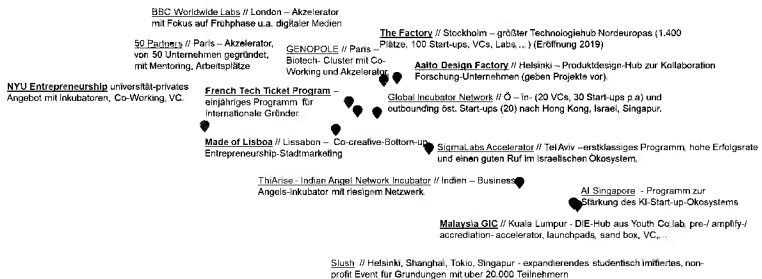 BBC Worldwide Labs // London – Akzelerator
mit Fokus auf Frühphase u.a. digitaler Medien
50 Partners // Paris – Akzelerator,
von 50 Unternehmen gegründet,
mit Mentoring, Arbeitsplätze
GENOPOLE // Paris –
Biotech- Cluster mit Co-
Working und Akzelerator
The Factory // Stockholm – größter Technologiehub Nordeuropas (1.400
Plätze, 100 Start-ups, VCs, Labs,...) (Eröffnung 2019)
Aalto Design Factory // Helsinki – Produktdesign-Hub zur Kollaboration
Forschung-Unternehmen (geben Projekte vor).
NYU Entrepreneurship universitär-privates
Angebot mit Inkubatoren, Co-Working, VC.
French Tech Ticket Program –
einjähriges Programm für
internationale Gründer
Global Incubator Network // Ö – In- (20 VCs, 30 Start-ups p.a) und
outbounding öst. Start-ups (20) nach Hong Kong, Israel, Singapur.
Made of Lisboa // Lissabon – Co-creative-Bottom-up
Entrepreneurship-Stadtmarketing
SigmaLabs Accelerator // Tel Aviv –erstklassiges Programm, hohe Erfolgsrate
und einen guten Ruf im Israelischen Ökosystem.
ThiArise - Indian Angel Network Incubator // Indien – Business
Angels-Inkubator mit riesigem Netzwerk
AI Singapore - Programm zur
Stärkung des KI-Start-up-Ökosystems
Malaysia GIC // Kuala Lumpur - DIE-Hub aus Youth Co:lab, pre-/ amplify-/
accrediation- accelerator, launchpads, sand box, VC,...
Slush // Helsinki, Shanghai, Tokio, Singapur - expandierendes studentisch initiiertes, non-
profit Event für Gründungen mit über 20.000 Teilnehmern